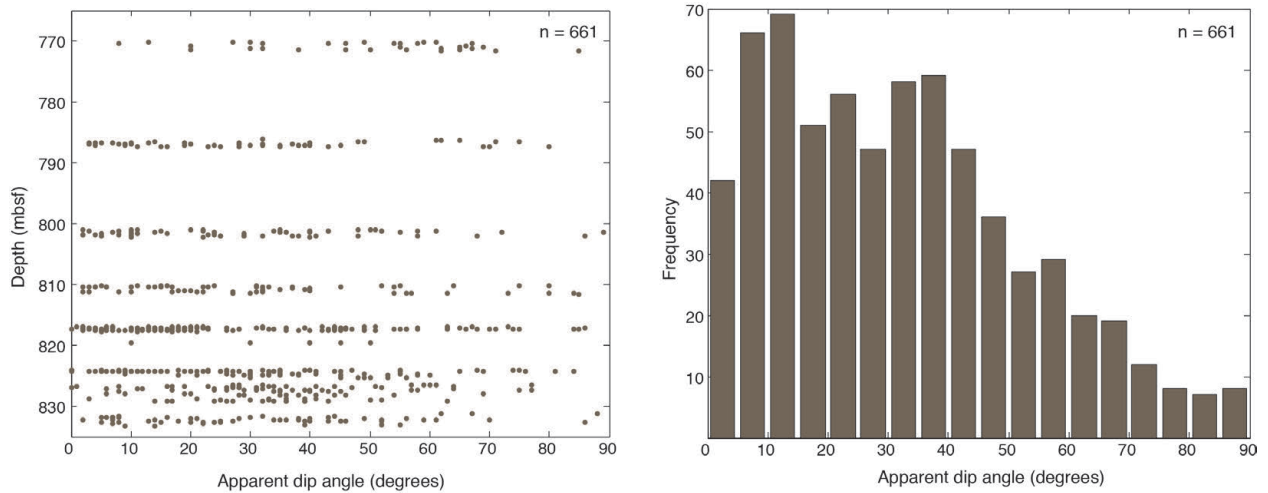 n = 661
770
780
790
800
810
820
830
Depth (mbsf)
0 10 20 30 40 50 60 70 80 90
Apparent dip angle (degrees)
70
n = 661
60
50
40
30
20
10
Frequency
0 10 20 30 40 50 60 70 80 90
Apparent dip angle (degrees)